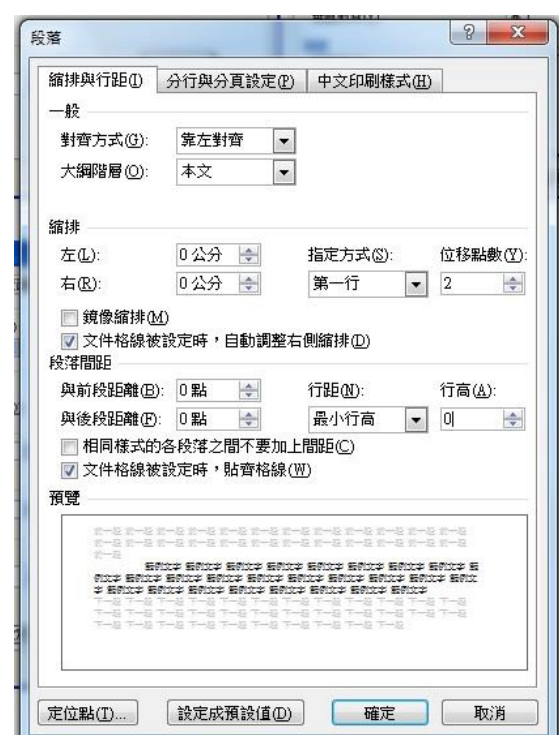 段落
縮排與行距(I) 分行與分頁設定(P) 中文印刷樣式(H)
一般
對齊方式(G): 靠左對齊
大綱階層(O): 本文
縮排
左(L): 0 公分 指定方式(S): 位移點數(Y):
右(R): 0 公分 第一行 2
鏡像縮排(M)
文件格線被設定時，自動調整右側縮排(D)
段落間距
與前段距離(B): 0 點 行距(N): 行高(A):
與後段距離(F): 0 點 最小行高 0
相同樣式的各段落之間不要加上間距(C)
文件格線被設定時，貼齊格線(W)
預覽
定位點(T)... 設定成預設值(D) 確定 取消